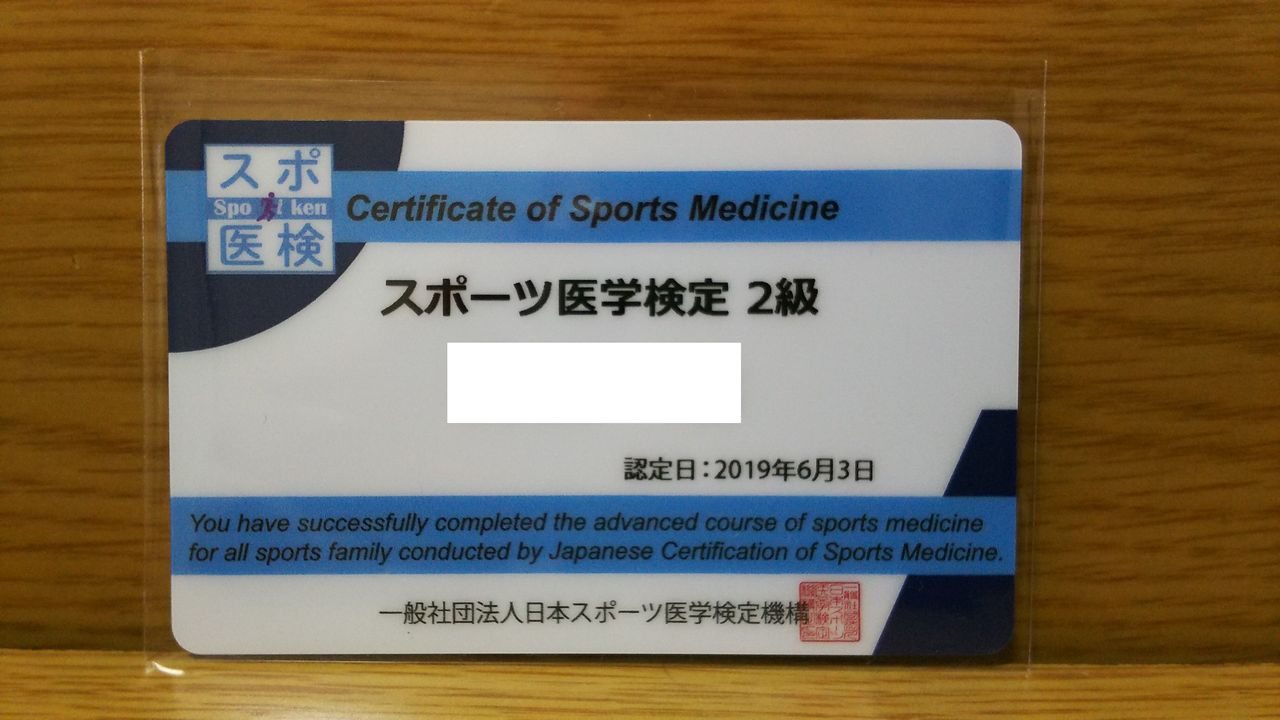 スポ
Spo ken
医検
Certificate of Sports Medicine
スポーツ医学検定 2級
認定日：2019年6月3日
You have successfully completed the advanced course of sports medicine
for all sports family conducted by Japanese Certification of Sports Medicine.
一般社団法人日本スポーツ医学検定機構